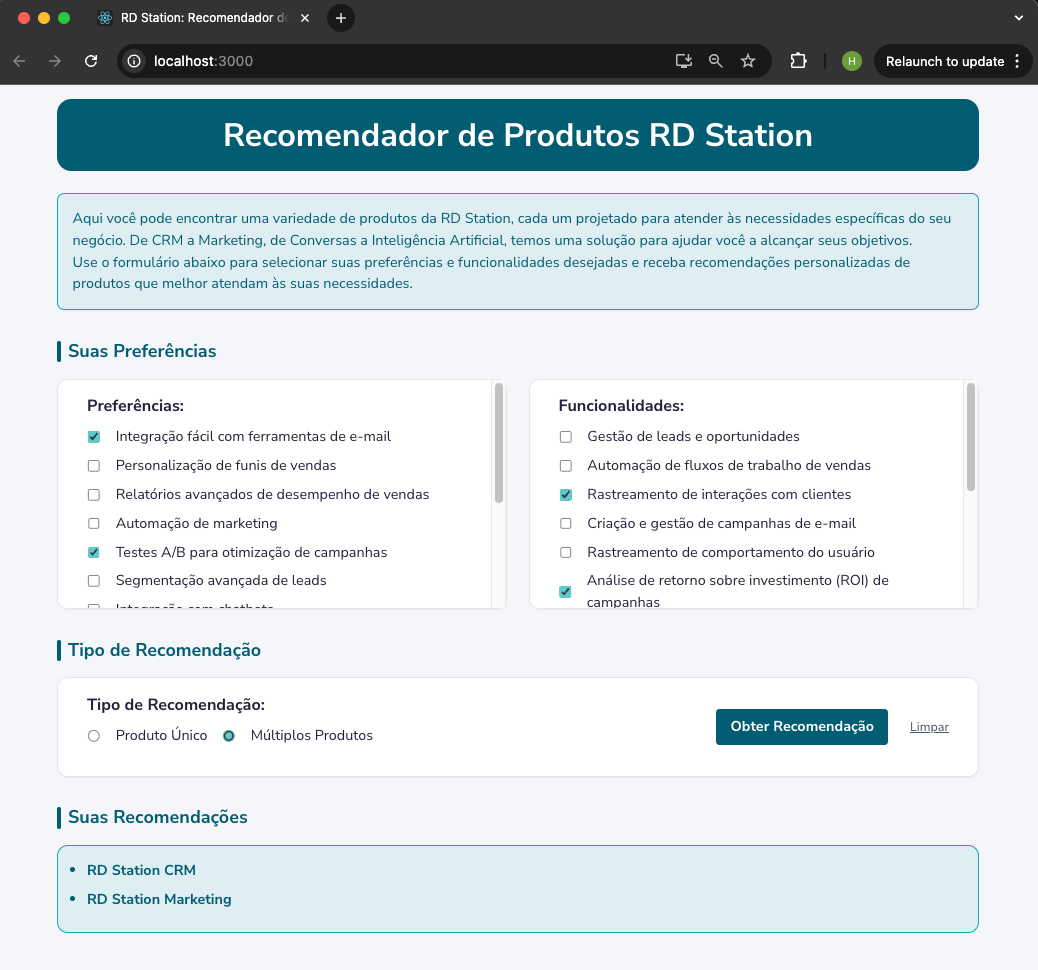 RD Station: Recomendador de
localhost:3000
H
Relaunch to update
Recomendador de Produtos RD Station
Aqui você pode encontrar uma variedade de produtos da RD Station, cada um projetado para atender às necessidades específicas do seu
negócio. De CRM a Marketing, de Conversas a Inteligência Artificial, temos uma solução para ajudar você a alcançar seus objetivos.
Use o formulário abaixo para selecionar suas preferências e funcionalidades desejadas e receba recomendações personalizadas de
produtos que melhor atendam às suas necessidades.
Suas Preferências
Preferências:
Integração fácil com ferramentas de e-mail
Personalização de funis de vendas
Relatórios avançados de desempenho de vendas
Automação de marketing
Testes A/B para otimização de campanhas
Segmentação avançada de leads
Integração com chatbots
Funcionalidades:
Gestão de leads e oportunidades
Automação de fluxos de trabalho de vendas
Rastreamento de interações com clientes
Criação e gestão de campanhas de e-mail
Rastreamento de comportamento do usuário
Análise de retorno sobre investimento (ROI) de
campanhas
Tipo de Recomendação
Tipo de Recomendação:
Produto Único
Múltiplos Produtos
Obter Recomendação
Limpar
Suas Recomendações
RD Station CRM
RD Station Marketing